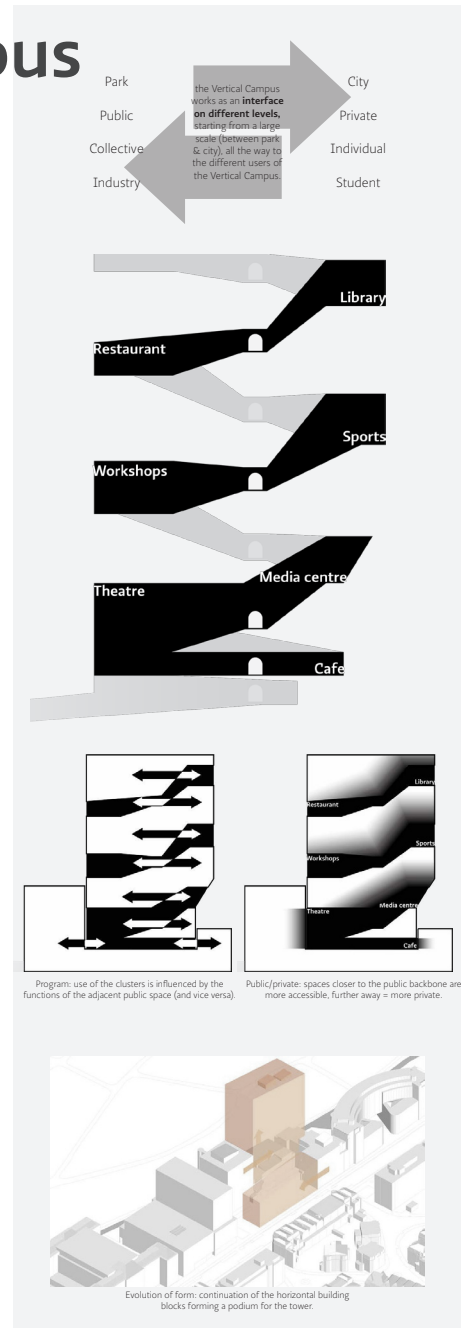 pus
Park
Public
Collective
Industry
the Vertical Campus
works as an interface
on different levels,
starting from a large
scale (between park
& city), all the way to
the different users of
the Vertical Campus.
City
Private
Individual
Student
Library
Restaurant
Sports
Workshops
Media centre
Theatre
Cafe
Library
Restaurant
Sports
Workshops
Media centre
Theatre
Cafe
Program: use of the clusters is influenced by the
functions of the adjacent public space (and vice versa).
Public/private: spaces closer to the public backbone are
more accessible, further away = more private.
Evolution of form: continuation of the horizontal building
blocks forming a podium for the tower.